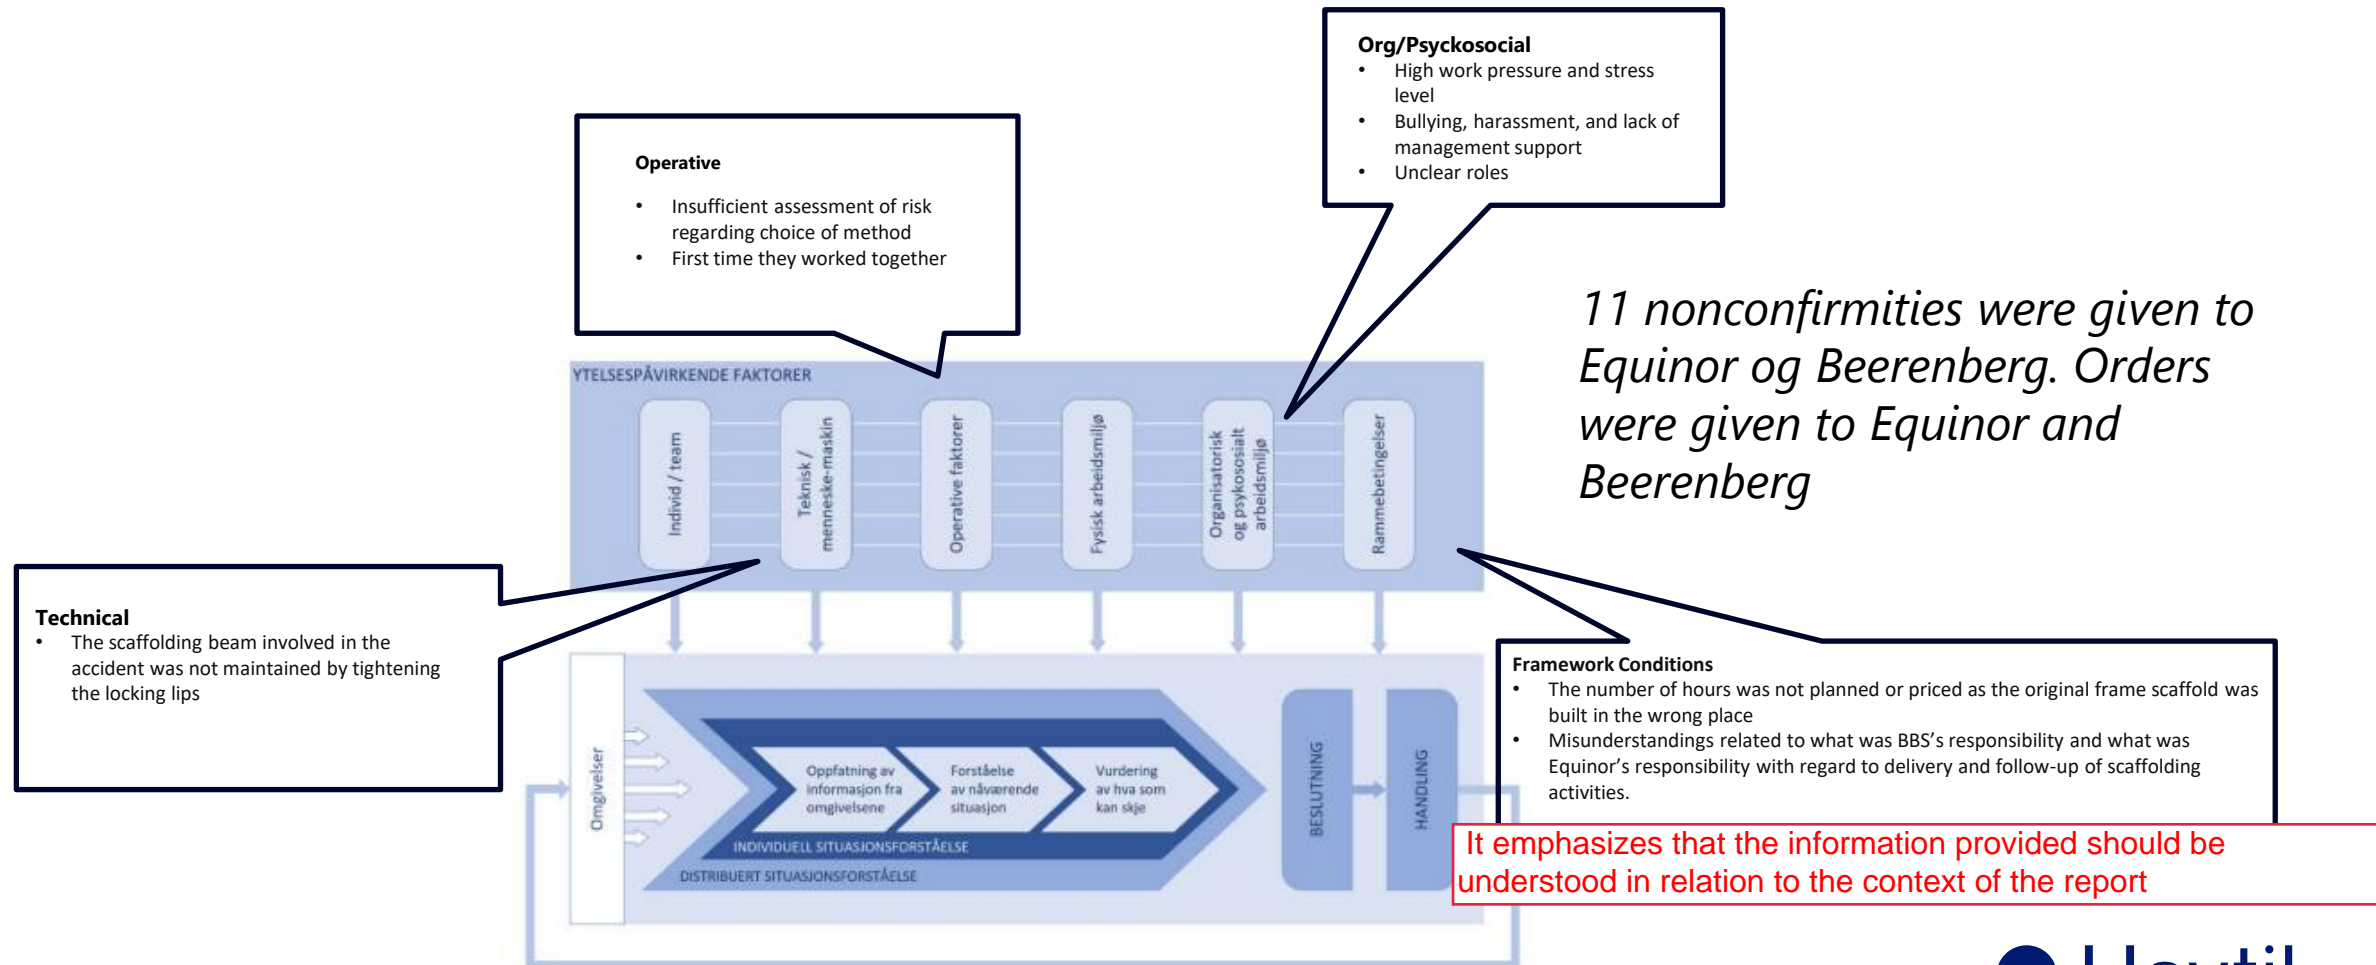 Org/Psyckosocial
• High work pressure and stress
level
• Bullying, harassment, and lack of
management support
• Unclear roles
Operative
• Insufficient assessment of risk
regarding choice of method
• First time they worked together
11 nonconfirmities were given to
Equinor og Beerenberg. Orders
were given to Equinor and
Beerenberg
YTELSESPÅVIRKENDE FAKTORER
Individ / team
Teknisk /
menneske-maskin
Operative faktorer
Fysisk arbeidsmiljø
Organisatorisk
og psykososialt
arbeidsmiljø
Rammebetingelser
Technical
• The scaffolding beam involved in the
accident was not maintained by tightening
the locking lips
Framework Conditions
• The number of hours was not planned or priced as the original frame scaffold was
built in the wrong place
• Misunderstandings related to what was BBS's responsibility and what was
Equinor's responsibility with regard to delivery and follow-up of scaffolding
activities.
Omgivelser
Oppfatning av
informasjon fra
omgivelsene
Forståelse
av nåværende
situasjon
Vurdering
av hva som
kan skje
INDIVIDUELL SITUASJONSFORSTÅELSE
DISTRIBUERT SITUASJONSFORSTÅELSE
BESLUTNING
HANDLING
It emphasizes that the information provided should be
understood in relation to the context of the report
Havtil